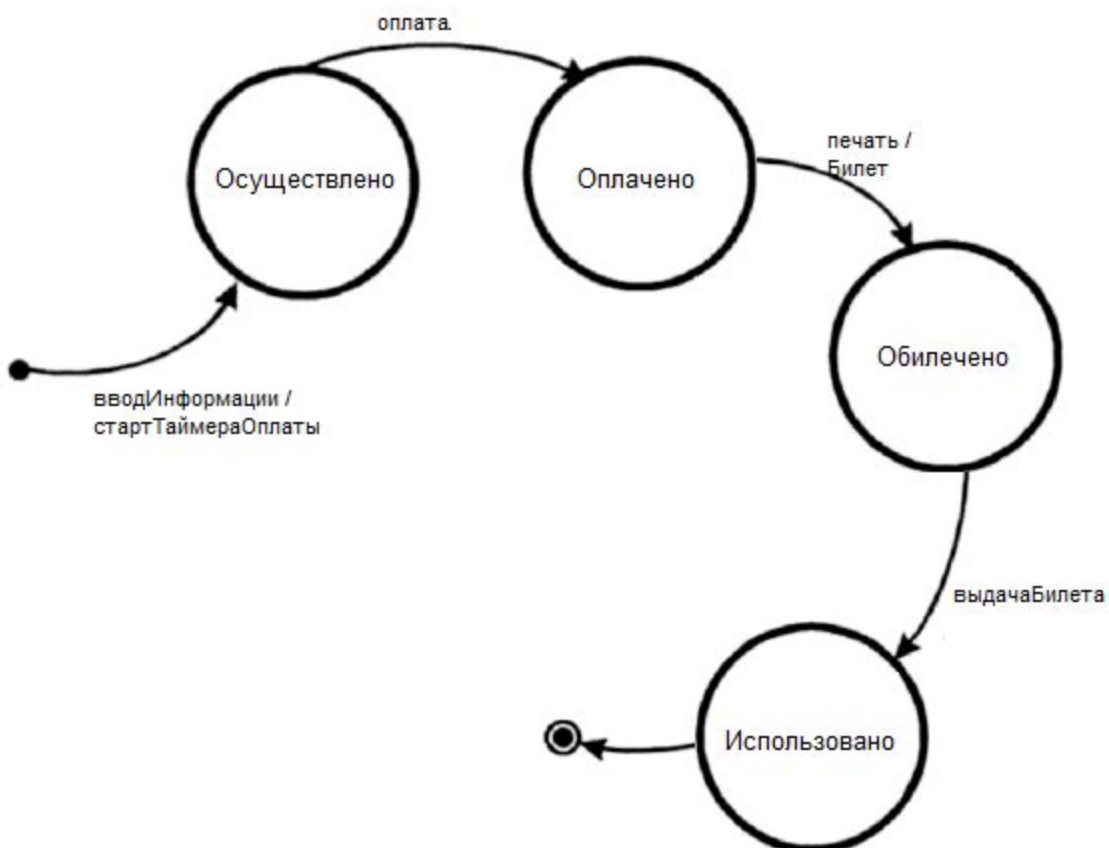 оплата.
Осуществлено
Оплачено
печать /
Билет
Обилечено
вводИнформации /
стартТаймераОплаты
выдачаБилета
Использовано